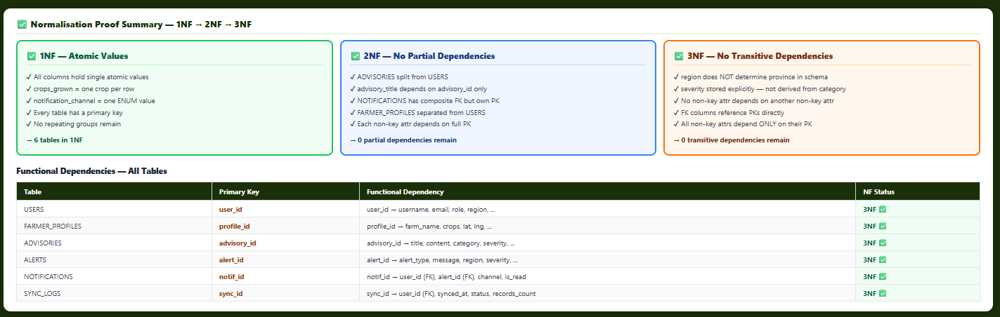 ✅ Normalisation Proof Summary — 1NF → 2NF → 3NF
✅ 1NF — Atomic Values
✓ All columns hold single atomic values
✓ crops_grown = one crop per row
✓ notification_channel = one ENUM value
✓ Every table has a primary key
✓ No repeating groups remain
→ 6 tables in 1NF
✅ 2NF — No Partial Dependencies
✓ ADVISORIES split from USERS
✓ advisory_title depends on advisory_id only
✓ NOTIFICATIONS has composite FK but own PK
✓ FARMER_PROFILES separated from USERS
✓ Each non-key attr depends on full PK
→ 0 partial dependencies remain
✅ 3NF — No Transitive Dependencies
✓ region does NOT determine province in schema
✓ severity stored explicitly — not derived from category
✓ No non-key attr depends on another non-key attr
✓ FK columns reference PKs directly
✓ All non-key attrs depend ONLY on their PK
→ 0 transitive dependencies remain
Functional Dependencies — All Tables
Table Primary Key Functional Dependency NF Status
USERS user_id user_id → username, email, role, region, ... 3NF ✅
FARMER_PROFILES profile_id profile_id → farm_name, crops, lat, lng, ... 3NF ✅
ADVISORIES advisory_id advisory_id → title, content, category, severity, ... 3NF ✅
ALERTS alert_id alert_id → alert_type, message, region, severity, ... 3NF ✅
NOTIFICATIONS notif_id notif_id → user_id (FK), alert_id (FK), channel, is_read 3NF ✅
SYNC_LOGS sync_id sync_id → user_id (FK), synced_at, status, records_count 3NF ✅